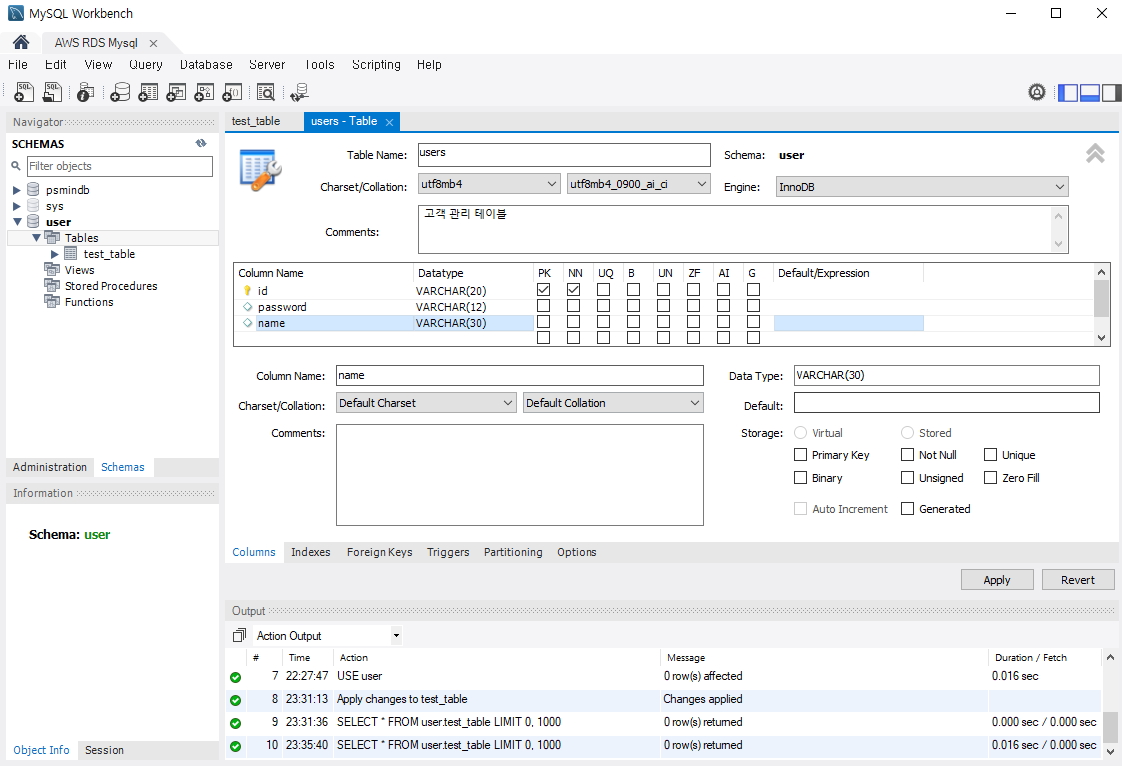 MySQL Workbench
AWS RDS Mysql
File Edit View Query Database Server Tools Scripting Help
Navigator
SCHEMAS
Filter objects
psmindb
sys
user
Tables
test_table
Views
Stored Procedures
Functions
Administration Schemas
Information
Schema: user
Object Info Session
test_table users - Table
Table Name: users Schema: user
Charset/Collation: utf8mb4 utf8mb4_0900_ai_ci Engine: InnoDB
Comments: 고객 관리 테이블
Column Name Datatype PK NN UQ B UN ZF AI G Default/Expression
id VARCHAR(20)
password VARCHAR(12)
name VARCHAR(30)
Column Name: name Data Type: VARCHAR(30)
Charset/Collation: Default Charset Default Collation Default:
Comments: Storage: Virtual Stored
Primary Key Not Null Unique
Binary Unsigned Zero Fill
Auto Increment Generated
Columns Indexes Foreign Keys Triggers Partitioning Options
Apply Revert
Output
Action Output
# Time Action Message Duration / Fetch
7 22:27:47 USE user 0 row(s) affected 0.016 sec
8 23:31:13 Apply changes to test_table Changes applied
9 23:31:36 SELECT * FROM user.test_table LIMIT 0, 1000 0 row(s) returned 0.000 sec / 0.000 sec
10 23:35:40 SELECT * FROM user.test_table LIMIT 0, 1000 0 row(s) returned 0.016 sec / 0.000 sec